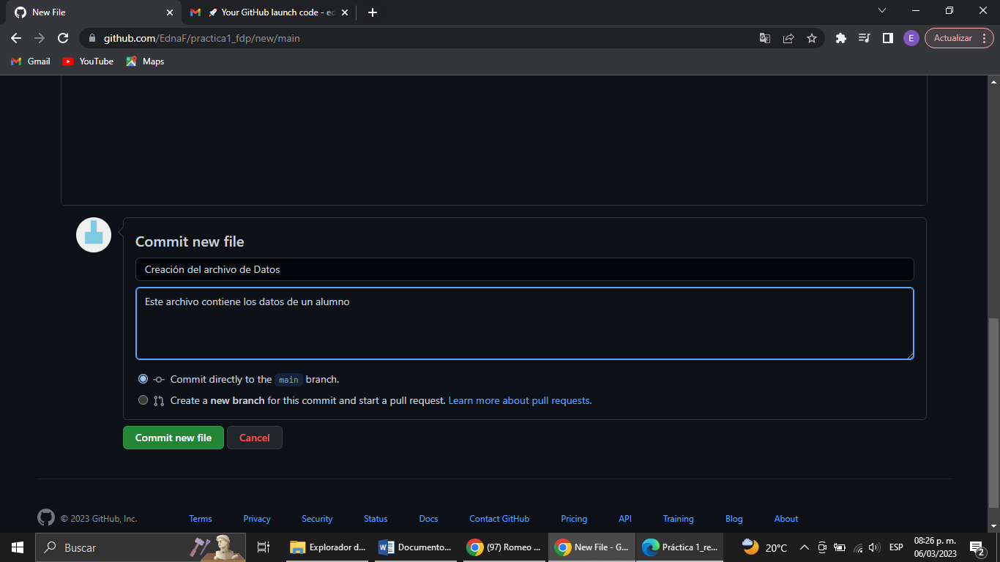 New File
Your GitHub launch code - ed
github.com/EdnaF/practica1_fdp/new/main
E
Actualizar
Gmail
YouTube
Maps
Commit new file
Creación del archivo de Datos
Este archivo contiene los datos de un alumno
Commit directly to the main branch.
Create a new branch for this commit and start a pull request. Learn more about pull requests.
Commit new file
Cancel
© 2023 GitHub, Inc.
Terms
Privacy
Security
Status
Docs
Contact GitHub
Pricing
API
Training
Blog
About
Buscar
Explorador d...
Documento...
(97) Romeo ...
New File - G...
Práctica 1_re...
20°C
ESP
08:26 p. m.
06/03/2023
2